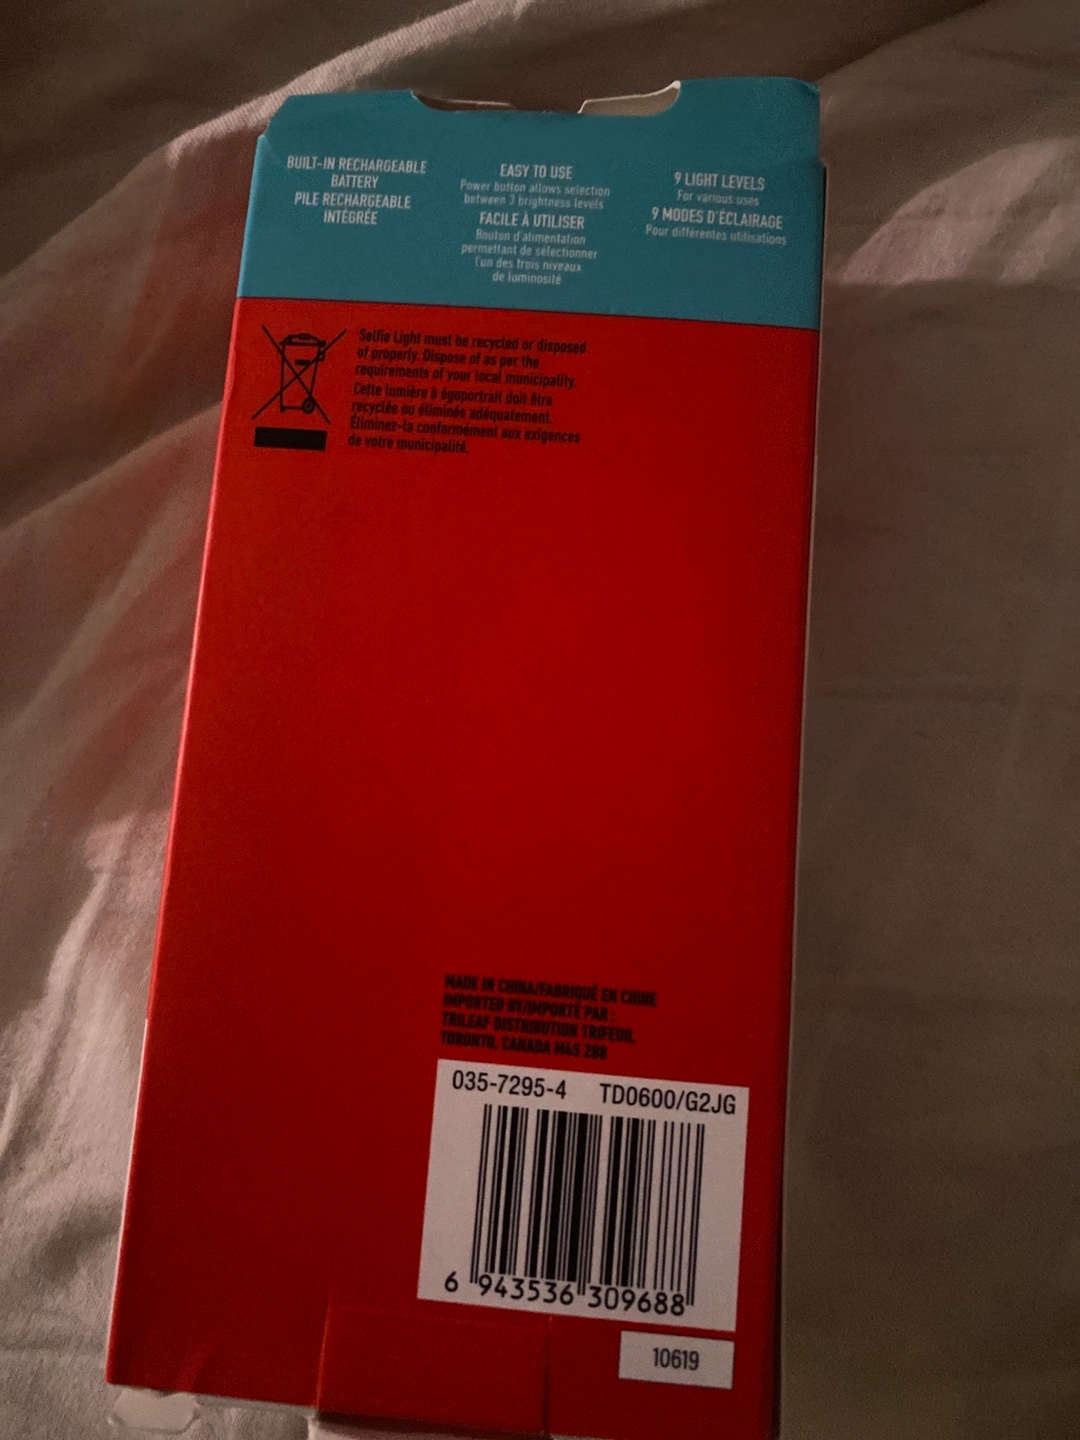 BUILT-IN RECHARGEABLE
BATTERY
PILE RECHARGEABLE
INTÉGRÉE
EASY TO USE
Power button allows selection
between 3 brightness levels
FACILE À UTILISER
Bouton d'alimentation
permettant de sélectionner
l'un des trois niveaux
de luminosité
9 LIGHT LEVELS
For various uses
9 MODES D'ÉCLAIRAGE
Pour différentes utilisations
Selfie Light must be recycled or disposed
of properly. Dispose of as per the
requirements of your local municipality.
Cette lumière à égoportrait doit être
recyclée ou éliminée adéquatement.
Éliminez-la conformément aux exigences
de votre municipalité.
MADE IN CHINA/FABRIQUÉ EN CHINE
IMPORTED BY/IMPORTÉ PAR :
TRILEAF DISTRIBUTION TRIFEUIL
TORONTO, CANADA M4S 2B8
035-7295-4 TD0600/G2JG
6 943536 309688
10619